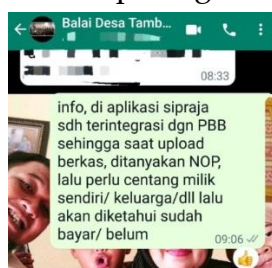 Balai Desa Tamb...
08:33
info, di aplikasi sipraja
sdh terintegrasi dgn PBB
sehingga saat upload
berkas, ditanyakan NOP,
lalu perlu centang milik
sendiri/ keluarga/dll lalu
akan diketahui sudah
bayar/ belum
09:06